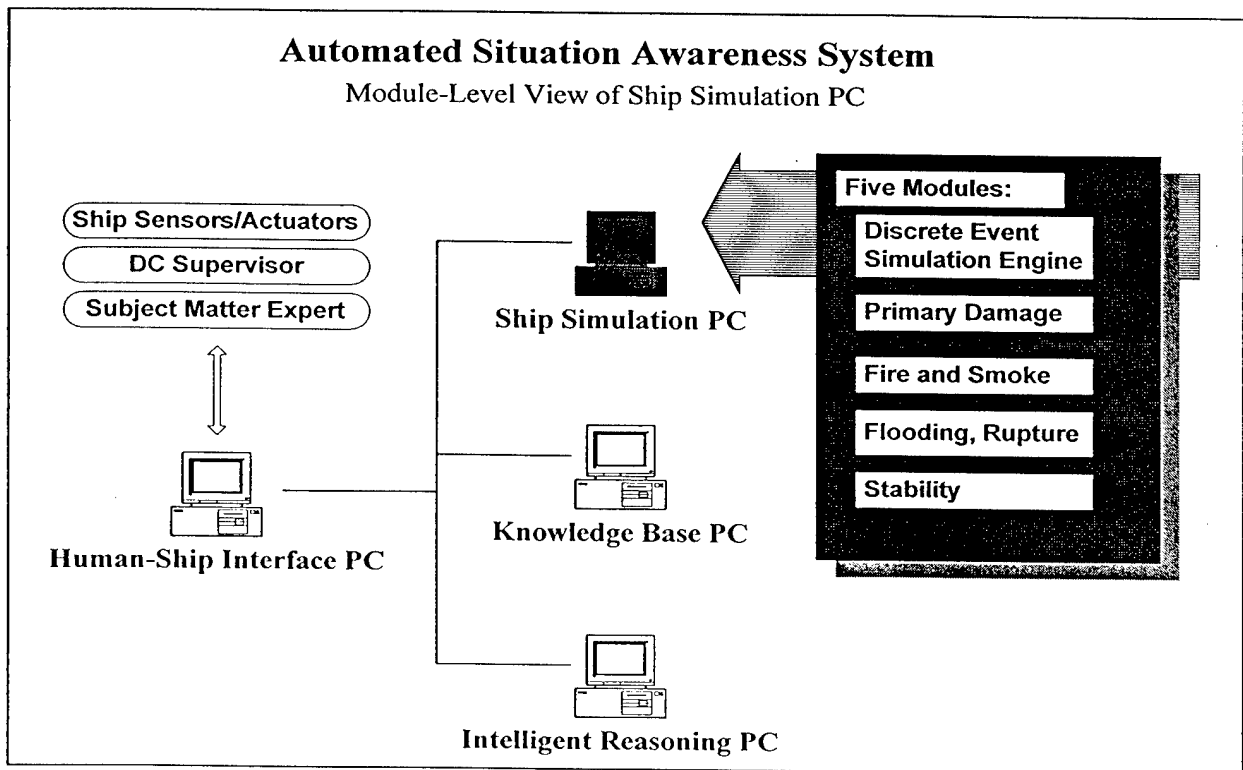 Automated Situation Awareness System
Module-Level View of Ship Simulation PC
Ship Sensors/Actuators
DC Supervisor
Subject Matter Expert
Human-Ship Interface PC
Ship Simulation PC
Knowledge Base PC
Intelligent Reasoning PC
Five Modules:
Discrete Event
Simulation Engine
Primary Damage
Fire and Smoke
Flooding, Rupture
Stability